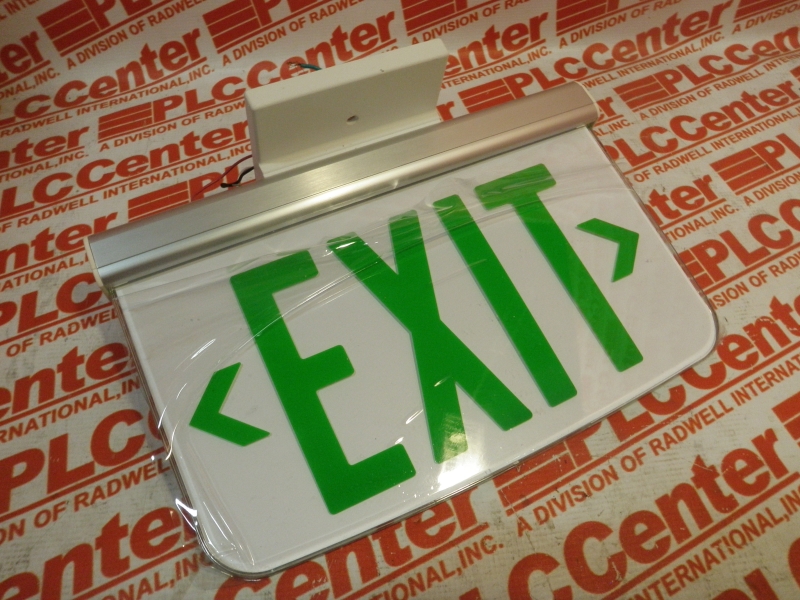 PLCCenter
A DIVISION OF RADWELL INTERNATIONAL, INC.
< EXIT >